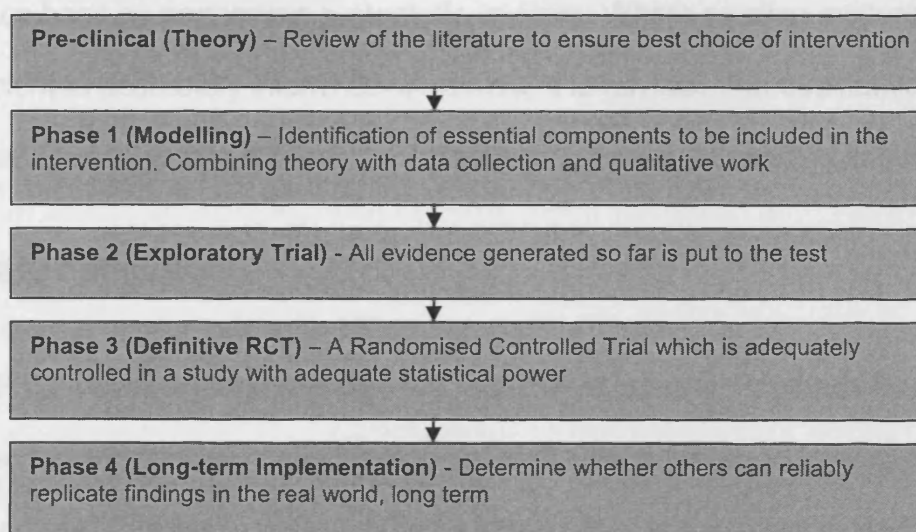 Pre-clinical (Theory) – Review of the literature to ensure best choice of intervention
Phase 1 (Modelling) – Identification of essential components to be included in the
intervention. Combining theory with data collection and qualitative work
Phase 2 (Exploratory Trial) - All evidence generated so far is put to the test
Phase 3 (Definitive RCT) – A Randomised Controlled Trial which is adequately
controlled in a study with adequate statistical power
Phase 4 (Long-term Implementation) - Determine whether others can reliably
replicate findings in the real world, long term